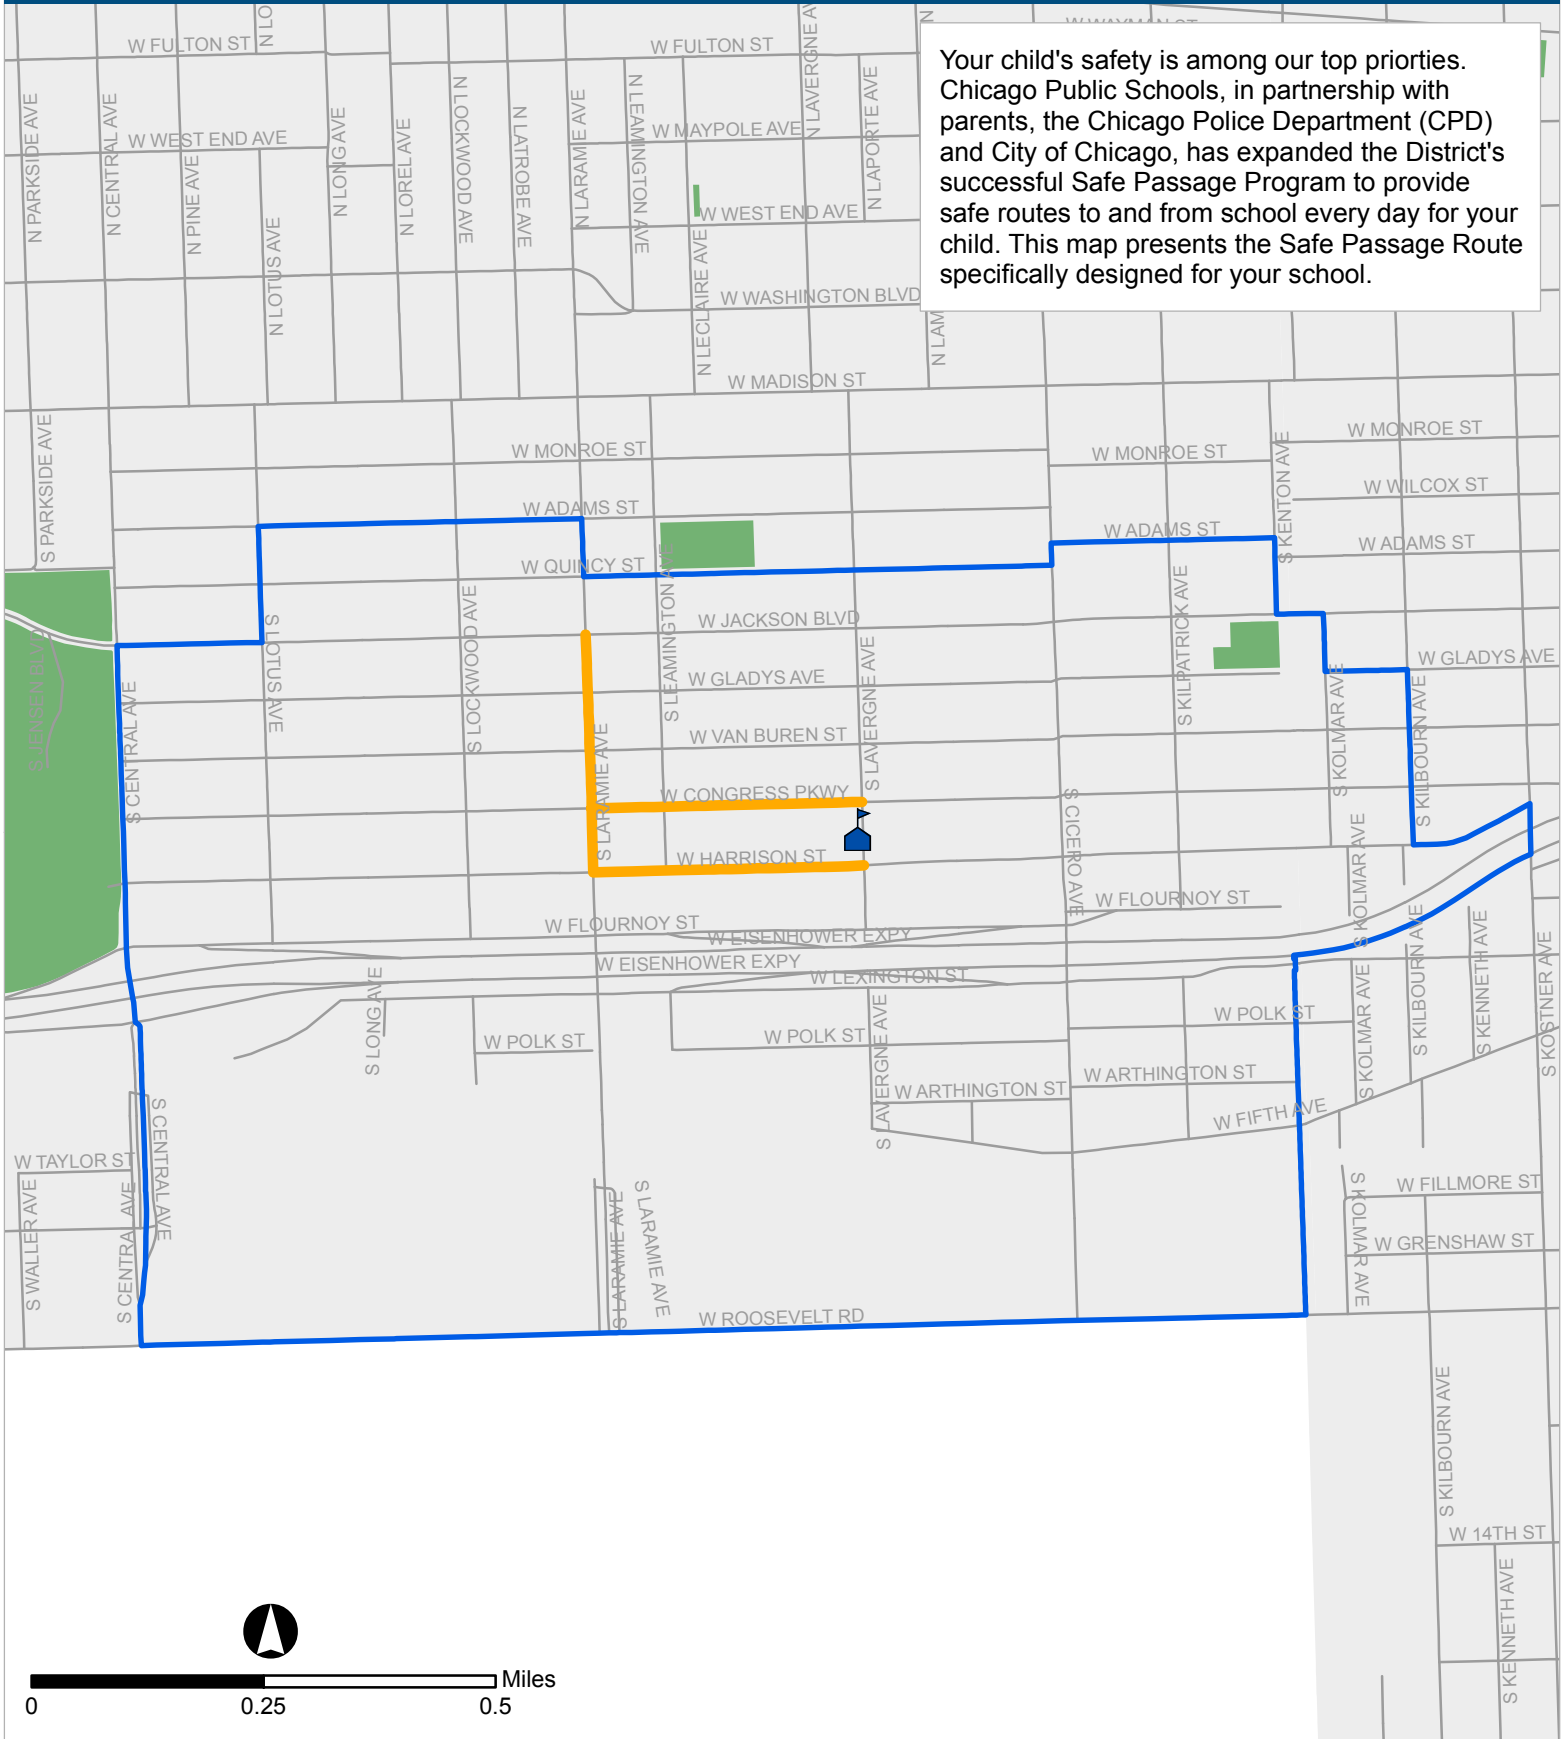 W WAYMAN ST
Your child's safety is among our top priorties.
Chicago Public Schools, in partnership with
parents, the Chicago Police Department (CPD)
and City of Chicago, has expanded the District's
successful Safe Passage Program to provide
safe routes to and from school every day for your
child. This map presents the Safe Passage Route
specifically designed for your school.
N LO
W FULTON ST
W FULTON ST
N LAVERGNE AV
N PARKSIDE AVE
N CENTRAL AVE
W WEST END AVE
N PINE AVE
N LOTUS AVE
N LONG AVE
N LOREL AVE
N LOCKWOOD AVE
N LATROBE AVE
N LARAMIE AVE
N LEAMINGTON AVE
W MAYPOLE AVE
N LAPORTE AVE
W WEST END AVE
N LECLAIRE AVE
W WASHINGTON BLVD
N LAM
W MADISON ST
S PARKSIDE AVE
W MONROE ST
W MONROE ST
W MONROE ST
S KENTON AVE
W WILCOX ST
W ADAMS ST
W ADAMS ST
W ADAMS ST
W QUINCY ST
S LEAMINGTON AVE
W JACKSON BLVD
S KILPATRICK AVE
S JENSEN BLVD
S LOTUS AVE
S LOCKWOOD AVE
S LAVERGNE AVE
W GLADYS AVE
W GLADYS AVE
S CENTRAL AVE
S KOLMAR AVE
S KILBOURN AVE
W VAN BUREN ST
S LARAMIE AVE
W CONGRESS PKWY
S CICERO AVE
W HARRISON ST
S KOLMAR AVE
W FLOURNOY ST
W FLOURNOY ST
W EISENHOWER EXPY
W EISENHOWER EXPY
W LEXINGTON ST
S LONG AVE
S LAVERGNE AVE
S KOLMAR AVE
S KILBOURN AVE
S KENNETH AVE
S KOSTNER AVE
W POLK ST
W POLK ST
W POLK ST
W ARTHINGTON ST
W ARTHINGTON ST
W FIFTH AVE
W TAYLOR ST
S WALLER AVE
S CENTRAL AVE
S CENTRAL AVE
S LARAMIE AVE
S LARAMIE AVE
S KOLMAR AVE
W FILLMORE ST
W GRENSHAW ST
W ROOSEVELT RD
S KILBOURN AVE
W 14TH ST
S KENNETH AVE
Miles
0 0.25 0.5